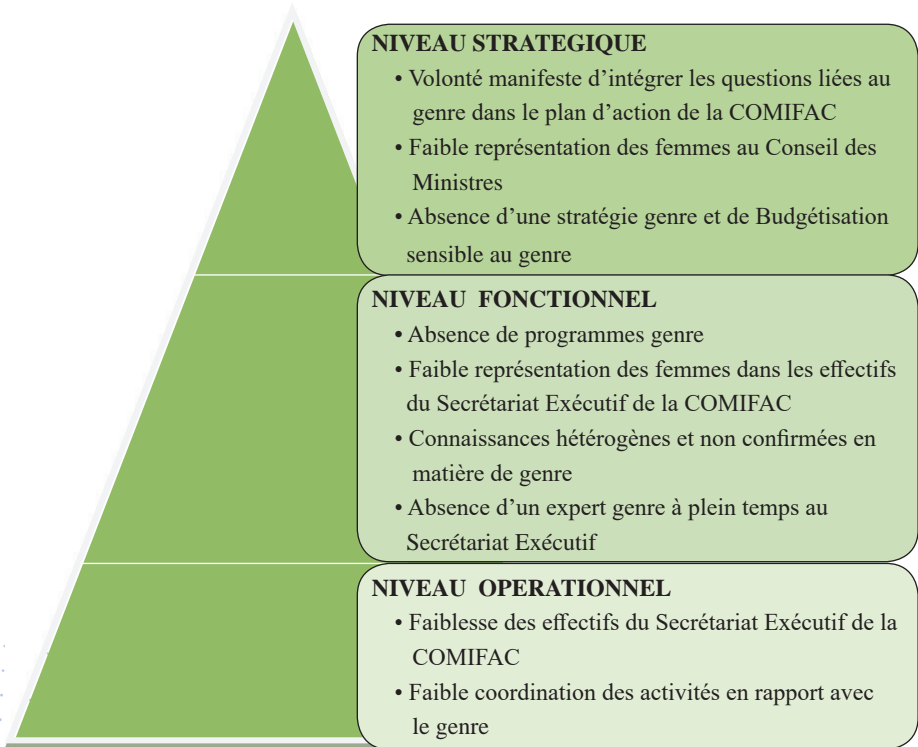 NIVEAU STRATEGIQUE
• Volonté manifeste d’intégrer les questions liées au
genre dans le plan d’action de la COMIFAC
• Faible représentation des femmes au Conseil des
Ministres
• Absence d’une stratégie genre et de Budgétisation
sensible au genre
NIVEAU FONCTIONNEL
• Absence de programmes genre
• Faible représentation des femmes dans les effectifs
du Secrétariat Exécutif de la COMIFAC
• Connaissances hétérogènes et non confirmées en
matière de genre
• Absence d’un expert genre à plein temps au
Secrétariat Exécutif
NIVEAU OPERATIONNEL
• Faiblesse des effectifs du Secrétariat Exécutif de la
COMIFAC
• Faible coordination des activités en rapport avec
le genre